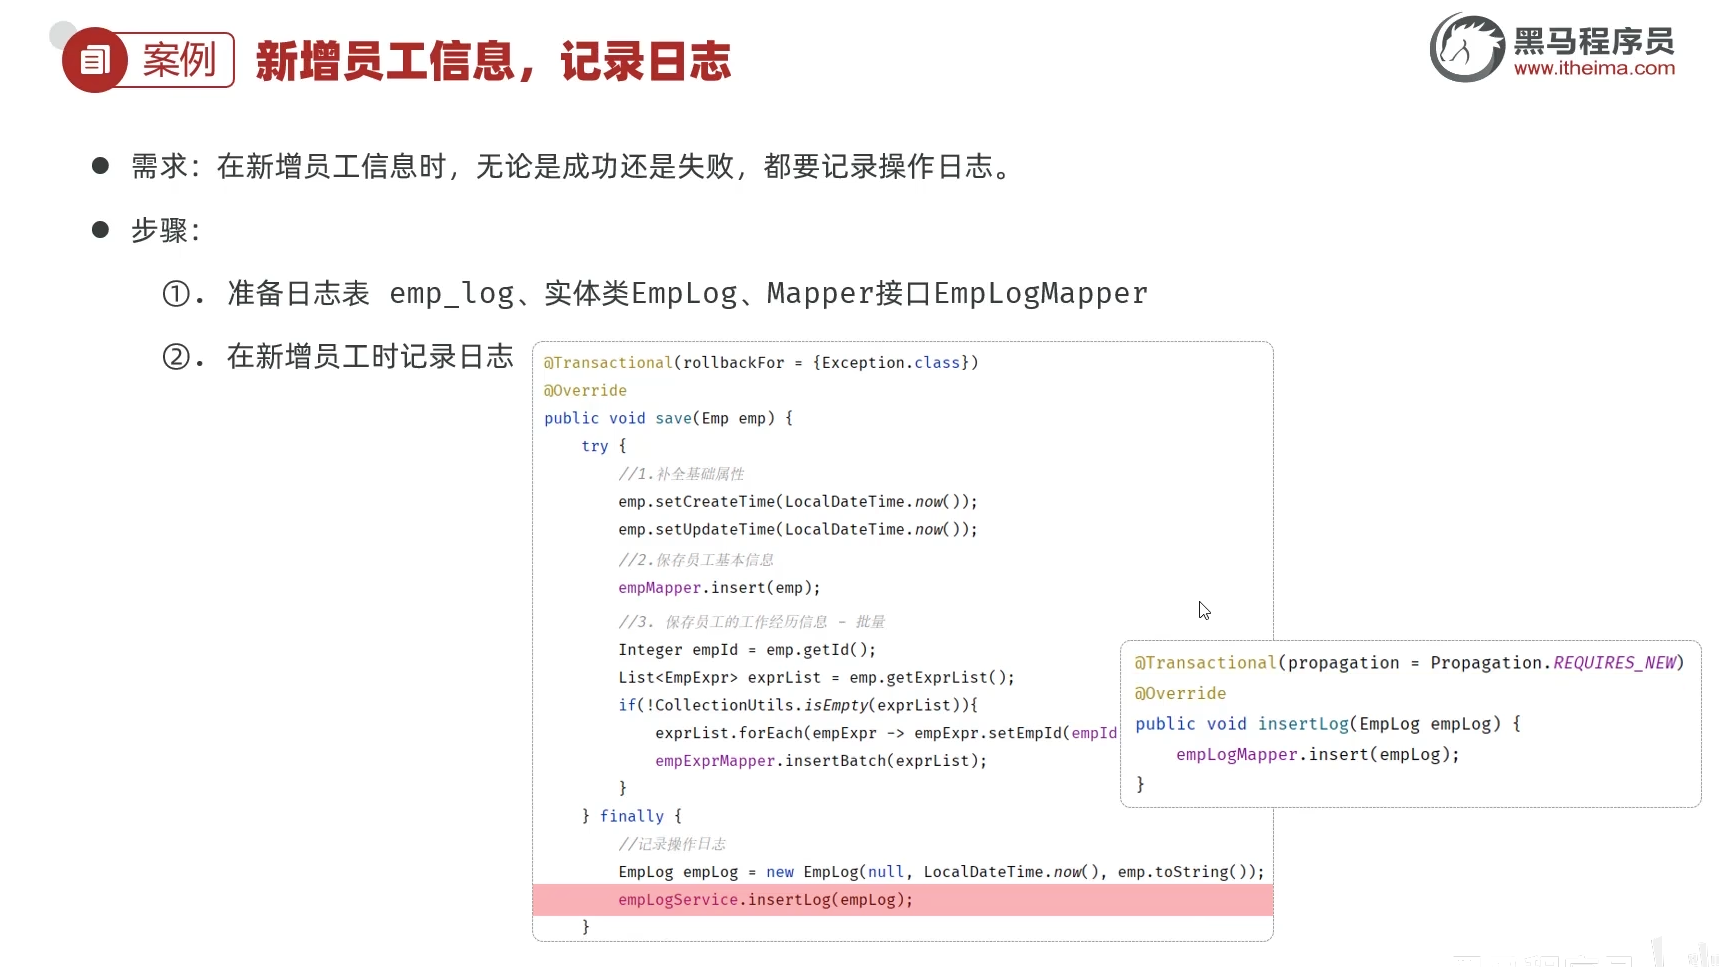 案例 新增员工信息，记录日志
黑马程序员
www.itheima.com
● 需求：在新增员工信息时，无论是成功还是失败，都要记录操作日志。
● 步骤：
①. 准备日志表 emp_log、实体类EmpLog、Mapper接口EmpLogMapper
②. 在新增员工时记录日志
@Transactional(rollbackFor = {Exception.class})
@Override
public void save(Emp emp) {
try {
//1.补全基础属性
emp.setCreateTime(LocalDateTime.now());
emp.setUpdateTime(LocalDateTime.now());
//2.保存员工基本信息
empMapper.insert(emp);
//3. 保存员工的工作经历信息 - 批量
Integer empId = emp.getId();
List<EmpExpr> exprList = emp.getExprList();
if(!CollectionUtils.isEmpty(exprList)){
exprList.forEach(empExpr -> empExpr.setEmpId(empId
empExprMapper.insertBatch(exprList);
}
} finally {
//记录操作日志
EmpLog empLog = new EmpLog(null, LocalDateTime.now(), emp.toString());
empLogService.insertLog(empLog);
}
@Transactional(propagation = Propagation.REQUIRES_NEW)
@Override
public void insertLog(EmpLog empLog) {
empLogMapper.insert(empLog);
}